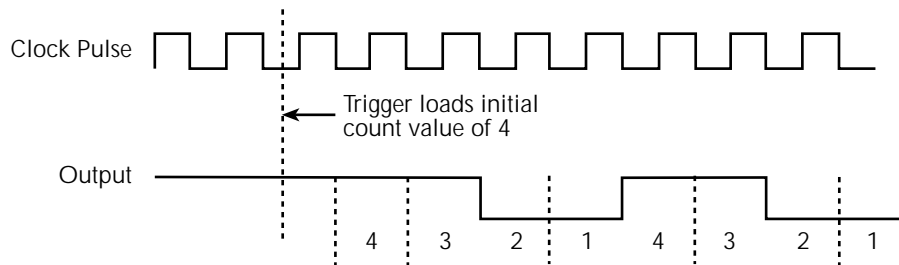 Clock Pulse
Trigger loads initial
count value of 4
Output
4 3 2 1 4 3 2 1